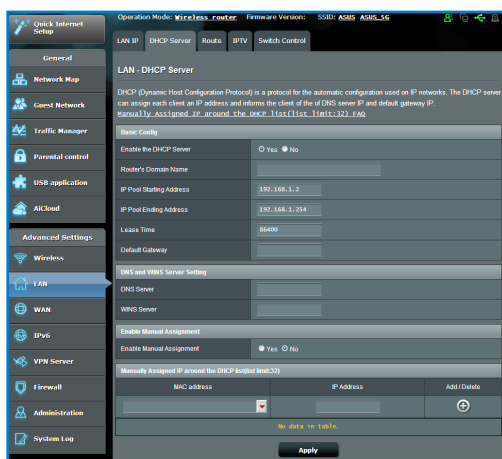 Quick Internet
Setup
Operation Mode: Wireless router Firmware Version: SSID: ASUS ASUS_5G
LAN IP DHCP Server Route IPTV Switch Control
General
Network Map
Guest Network
Traffic Manager
Parental control
USB application
AiCloud
Advanced Settings
Wireless
LAN
WAN
IPv6
VPN Server
Firewall
Administration
System Log
LAN - DHCP Server
DHCP (Dynamic Host Configuration Protocol) is a protocol for the automatic configuration used on IP networks. The DHCP server
can assign each client an IP address and informs the client of the of DNS server IP and default gateway IP.
Manually Assigned IP around the DHCP list(list limit:32) FAQ
Basic Config
Enable the DHCP Server Yes No
Router's Domain Name
IP Pool Starting Address 192.168.1.2
IP Pool Ending Address 192.168.1.254
Lease Time 86400
Default Gateway
DNS and WINS Server Setting
DNS Server
WINS Server
Enable Manual Assignment
Enable Manual Assignment Yes No
Manually Assigned IP around the DHCP list(list limit:32)
MAC address IP Address Add / Delete
No data in table.
Apply